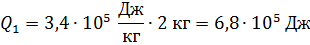 Q₁ = 3,4 · 10⁵ Дж/кг · 2 кг = 6,8 · 10⁵ Дж